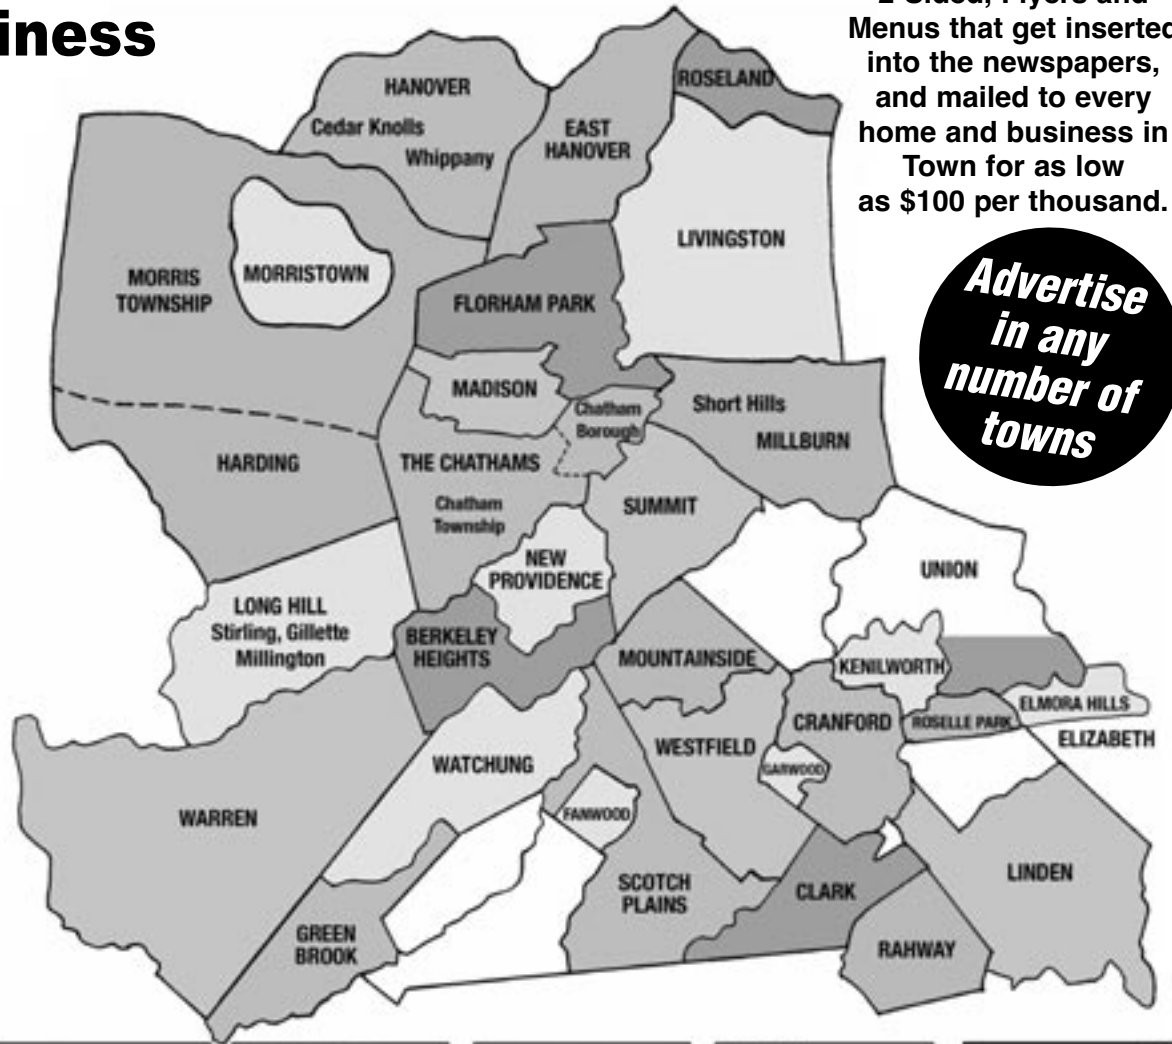 iness
2-Sided, Flyers and
Menus that get inserted
into the newspapers,
and mailed to every
home and business in
Town for as low
as $100 per thousand.
Advertise
in any
number of
towns
HANOVER
Cedar Knolls
Whippany
EAST
HANOVER
ROSELAND
LIVINGSTON
MORRIS
TOWNSHIP
MORRISTOWN
FLORHAM PARK
MADISON
Chatham
Borough
Short Hills
MILLBURN
HARDING
THE CHATHAMS
Chatham
Township
SUMMIT
NEW
PROVIDENCE
UNION
LONG HILL
Stirling, Gillette
Millington
BERKELEY
HEIGHTS
MOUNTAINSIDE
KENILWORTH
ELMORA HILLS
ROSELLE PARK
ELIZABETH
CRANFORD
WESTFIELD
GARWOOD
WATCHUNG
FANWOOD
WARREN
SCOTCH
PLAINS
CLARK
LINDEN
GREEN
BROOK
RAHWAY